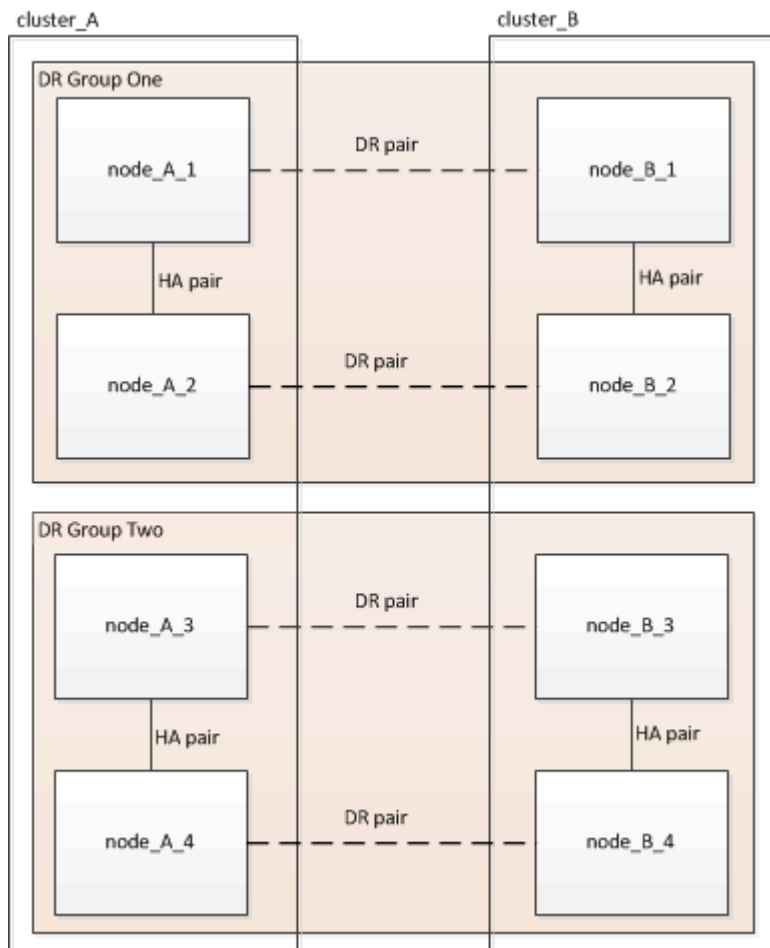 cluster_A
cluster_B
DR Group One
node_A_1
DR pair
node_B_1
HA pair
HA pair
node_A_2
DR pair
node_B_2
DR Group Two
node_A_3
DR pair
node_B_3
HA pair
HA pair
node_A_4
DR pair
node_B_4